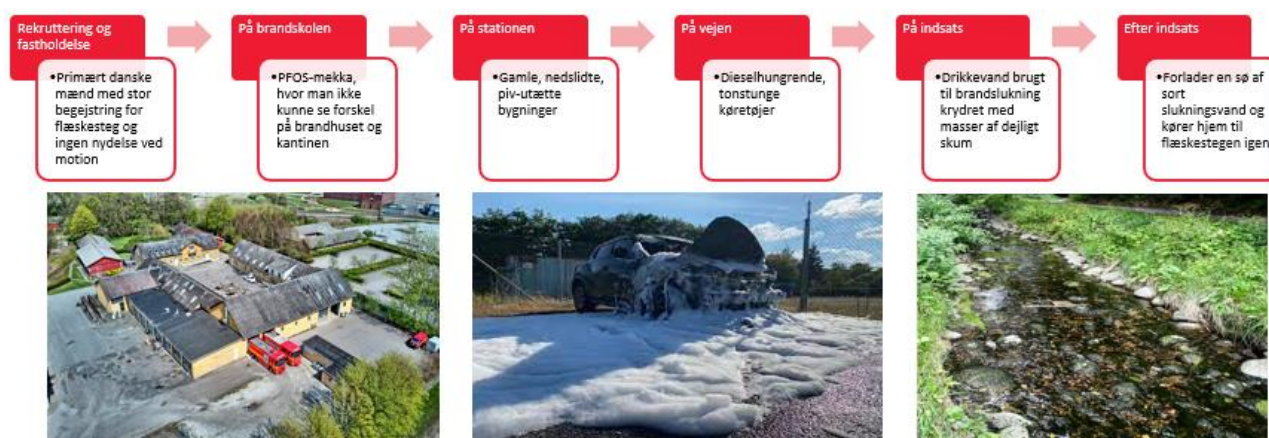 Rekruttering og
fastholdelse
•Primært danske
mænd med stor
begejstring for
flæskesteg og
ingen nydelse ved
motion
På brandskolen
•PFOS-mekka,
hvor man ikke
kunne se forskel
på brandhuset og
kantinen
På stationen
•Gamle, nedslidte,
piv-utætte
bygninger
På vejen
•Dieselhungrende,
tonstunge
køretøjer
På indsats
•Drikkevand brugt
til brandslukning
krydret med
masser af dejligt
skum
Efter indsats
•Forlader en sø af
sort
slukningsvand og
kører hjem til
flæskestegen igen